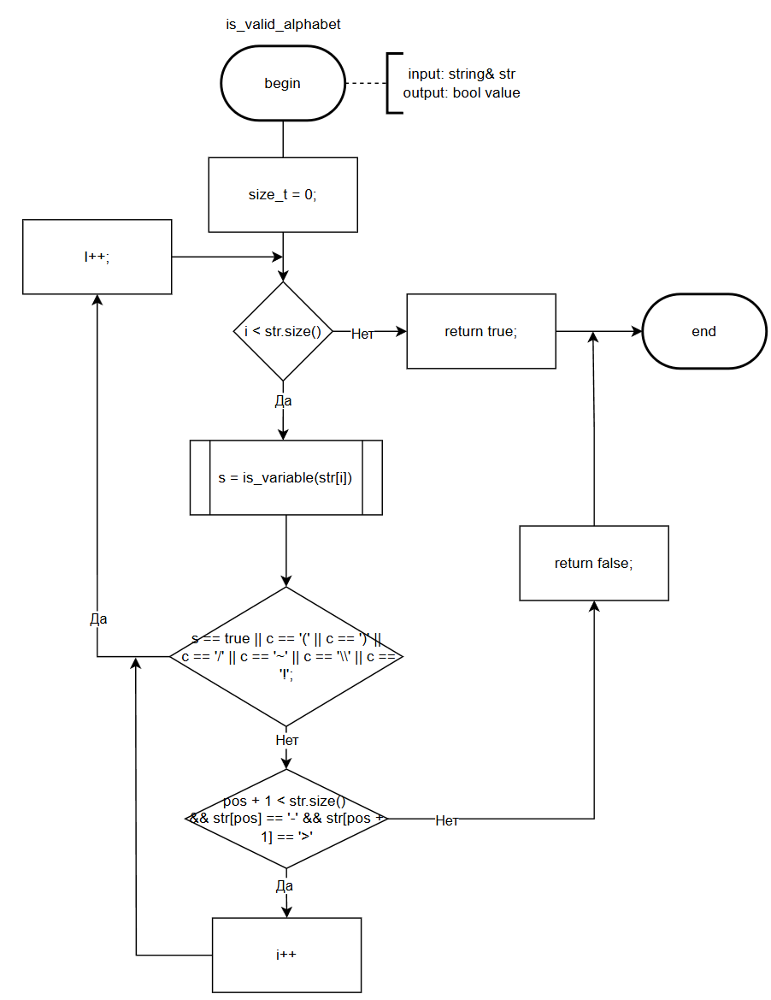 is_valid_alphabet
begin
input: string& str
output: bool value
size_t = 0;
I++;
i < str.size()
Нет
return true;
end
Да
s = is_variable(str[i])
return false;
Да
s == true || c == '(' || c == ')' ||
c == '/' || c == '~' || c == '\\' || c ==
'!';
Нет
pos + 1 < str.size()
&& str[pos] == '-' && str[pos +
1] == '>'
Нет
Да
i++